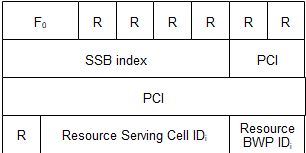 F₀ R R R R R R
SSB index PCI
PCI
R Resource Serving Cell IDᵢ Resource
BWP IDᵢ